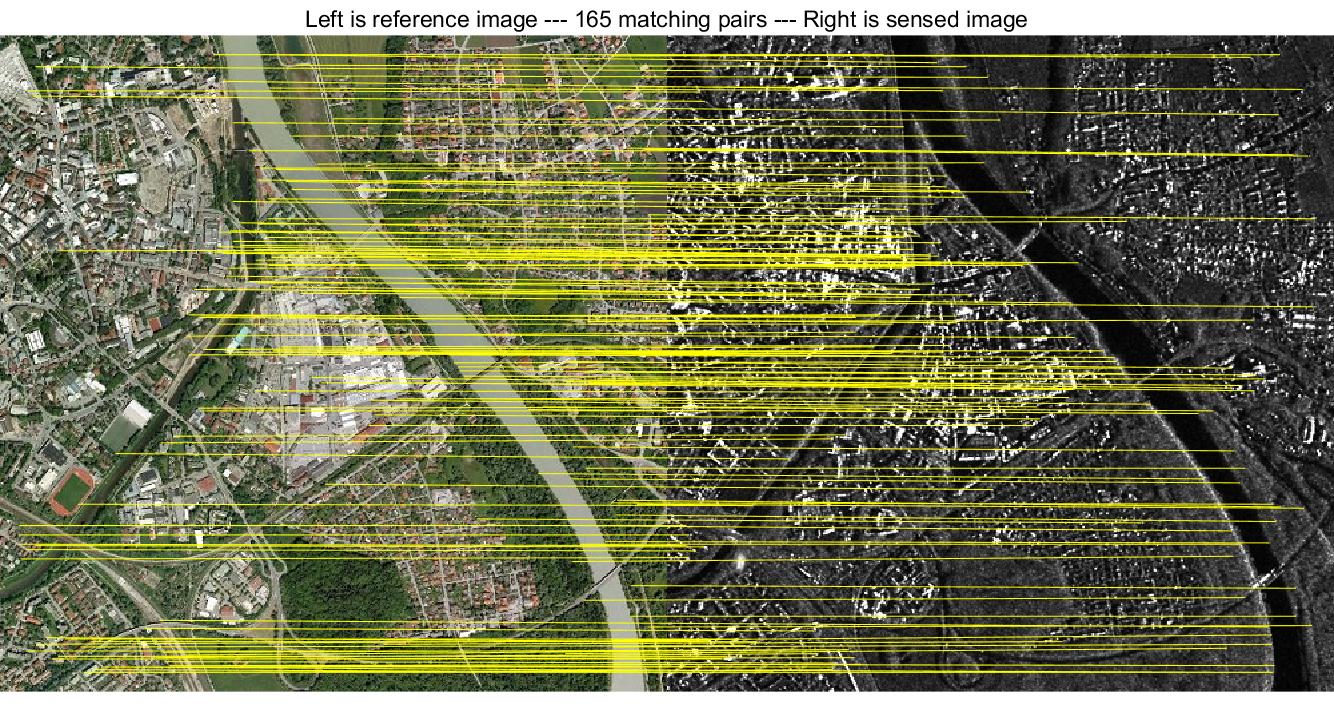 Left is reference image --- 165 matching pairs --- Right is sensed image